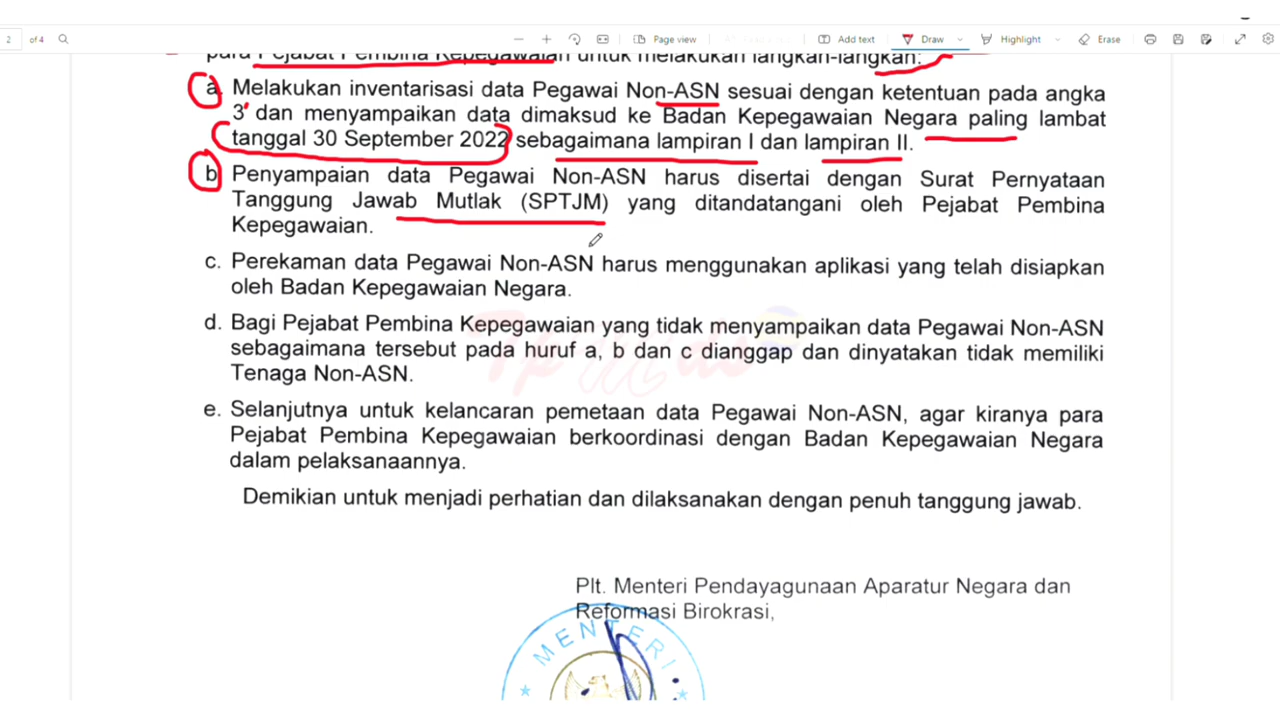 2 of 4 Page view Add text Draw Highlight Erase
para Pejabat Pembina Kepegawaian untuk melakukan langkah-langkah:
a. Melakukan inventarisasi data Pegawai Non-ASN sesuai dengan ketentuan pada angka
3 dan menyampaikan data dimaksud ke Badan Kepegawaian Negara paling lambat
tanggal 30 September 2022 sebagaimana lampiran I dan lampiran II.
b. Penyampaian data Pegawai Non-ASN harus disertai dengan Surat Pernyataan
Tanggung Jawab Mutlak (SPTJM) yang ditandatangani oleh Pejabat Pembina
Kepegawaian.
c. Perekaman data Pegawai Non-ASN harus menggunakan aplikasi yang telah disiapkan
oleh Badan Kepegawaian Negara.
d. Bagi Pejabat Pembina Kepegawaian yang tidak menyampaikan data Pegawai Non-ASN
sebagaimana tersebut pada huruf a, b dan c dianggap dan dinyatakan tidak memiliki
Tenaga Non-ASN.
e. Selanjutnya untuk kelancaran pemetaan data Pegawai Non-ASN, agar kiranya para
Pejabat Pembina Kepegawaian berkoordinasi dengan Badan Kepegawaian Negara
dalam pelaksanaannya.
Demikian untuk menjadi perhatian dan dilaksanakan dengan penuh tanggung jawab.
Plt. Menteri Pendayagunaan Aparatur Negara dan
Reformasi Birokrasi,
MENTERI